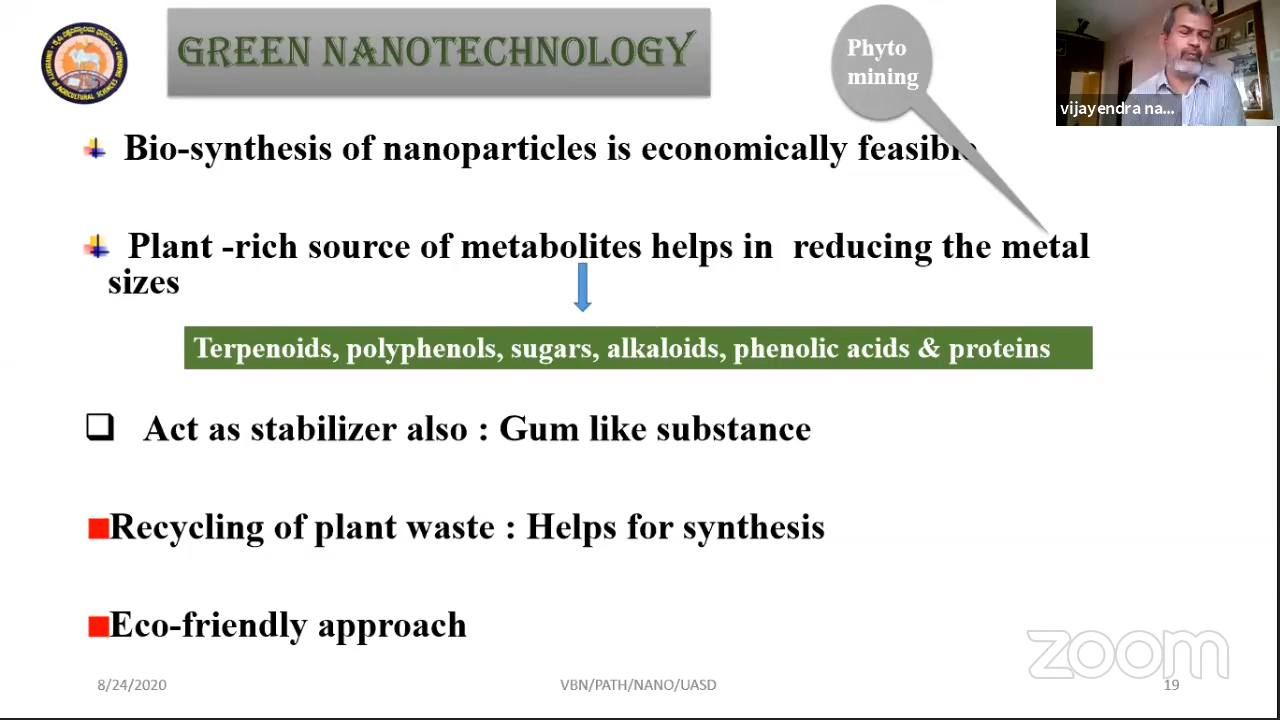 GREEN NANOTECHNOLOGY
Phyto
mining
vijayendra na...
Bio-synthesis of nanoparticles is economically feasible
Plant -rich source of metabolites helps in reducing the metal
sizes
Terpenoids, polyphenols, sugars, alkaloids, phenolic acids & proteins
Act as stabilizer also : Gum like substance
Recycling of plant waste : Helps for synthesis
Eco-friendly approach
zoom
8/24/2020
VBN/PATH/NANO/UASD
19